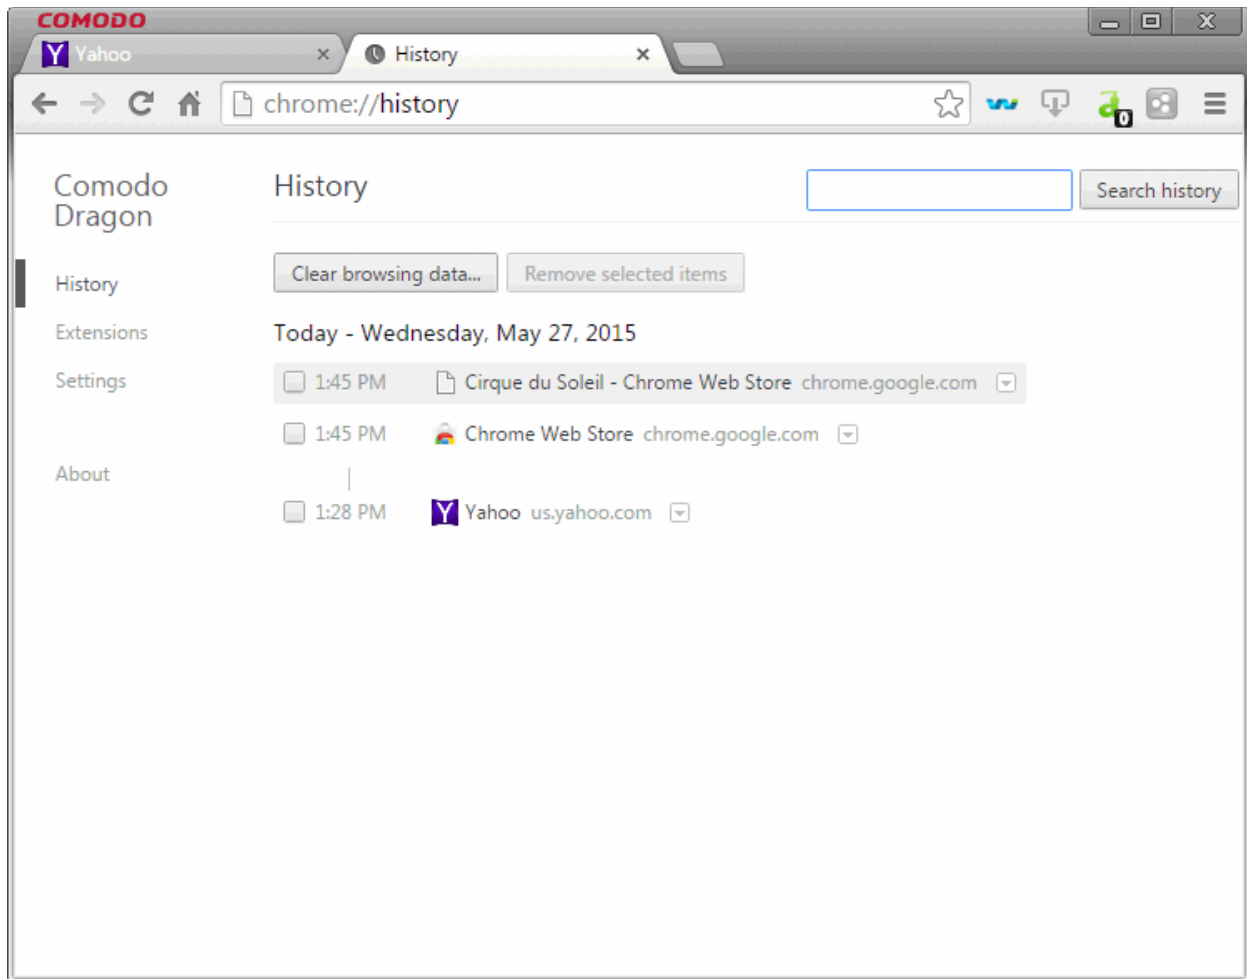 COMODO
Yahoo
History
chrome://history
0
Comodo
Dragon
History
Search history
History
Extensions
Settings
About
Clear browsing data...
Remove selected items
Today - Wednesday, May 27, 2015
1:45 PM Cirque du Soleil - Chrome Web Store chrome.google.com
1:45 PM Chrome Web Store chrome.google.com
1:28 PM Yahoo us.yahoo.com